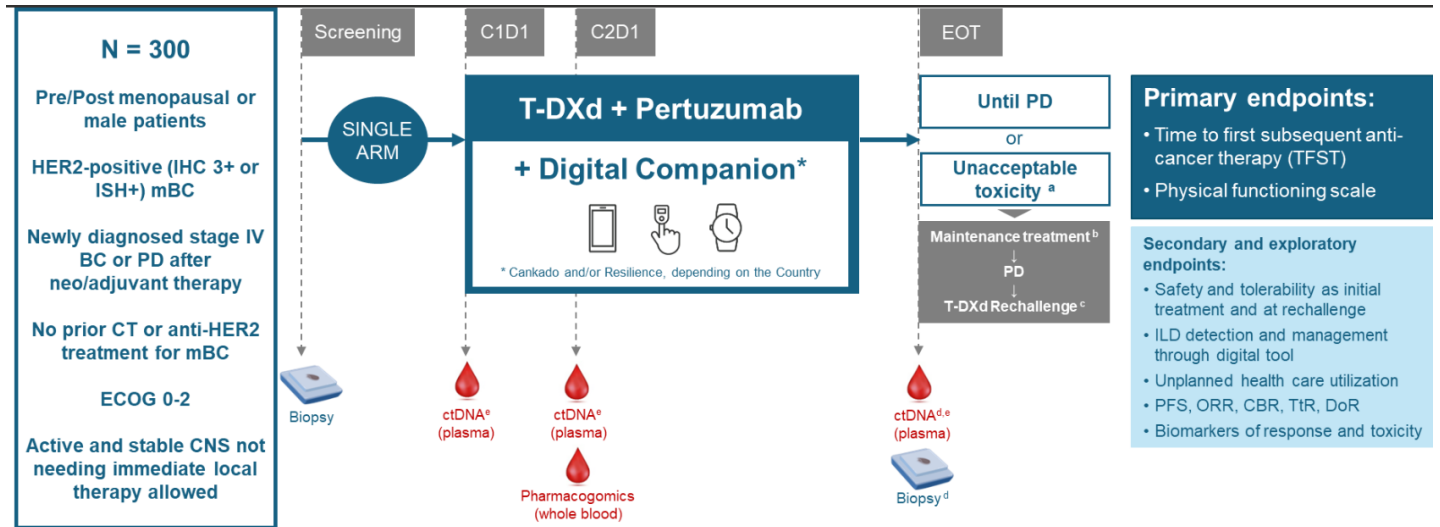 N = 300
Pre/Post menopausal or
male patients
HER2-positive (IHC 3+ or
ISH+) mBC
Newly diagnosed stage IV
BC or PD after
neo/adjuvant therapy
No prior CT or anti-HER2
treatment for mBC
ECOG 0-2
Active and stable CNS not
needing immediate local
therapy allowed
Screening
C1D1
C2D1
EOT
SINGLE
ARM
T-DXd + Pertuzumab
+ Digital Companion*
* Cankado and/or Resilience, depending on the Country
Until PD
or
Unacceptable
toxicity a
Maintenance treatment b
↓
PD
↓
T-DXd Rechallenge c
Biopsy
ctDNAe
(plasma)
ctDNAe
(plasma)
Pharmacogomics
(whole blood)
ctDNAd,e
(plasma)
Biopsy d
Primary endpoints:
• Time to first subsequent anti-
cancer therapy (TFST)
• Physical functioning scale
Secondary and exploratory
endpoints:
• Safety and tolerability as initial
treatment and at rechallenge
• ILD detection and management
through digital tool
• Unplanned health care utilization
• PFS, ORR, CBR, TtR, DoR
• Biomarkers of response and toxicity